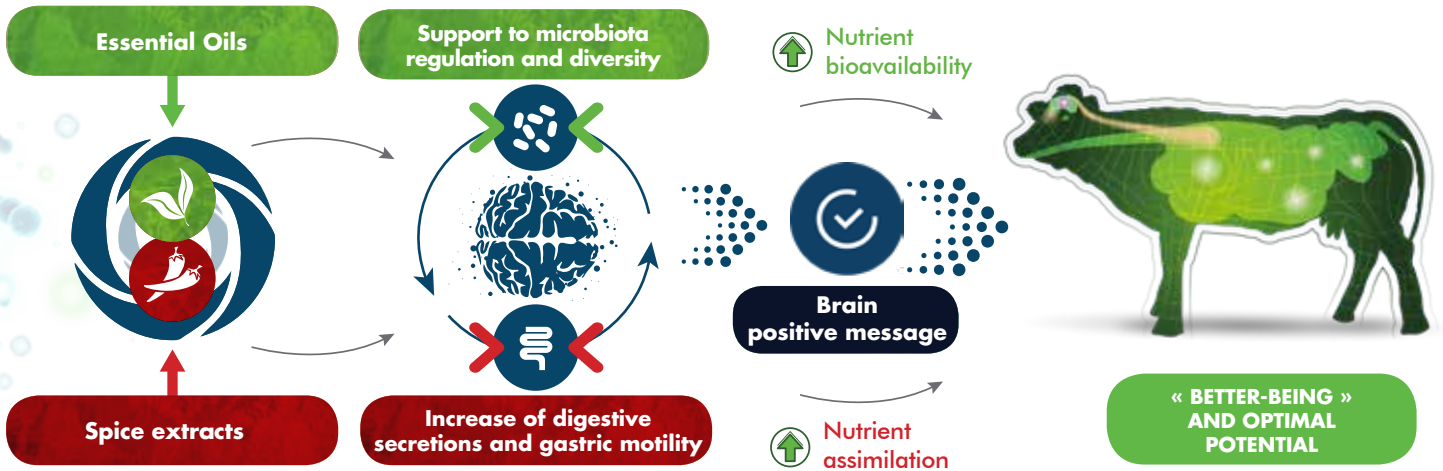 Essential Oils
Support to microbiota
regulation and diversity
Nutrient
bioavailability
Brain
positive message
Spice extracts
Increase of digestive
secretions and gastric motility
Nutrient
assimilation
« BETTER-BEING »
AND OPTIMAL
POTENTIAL